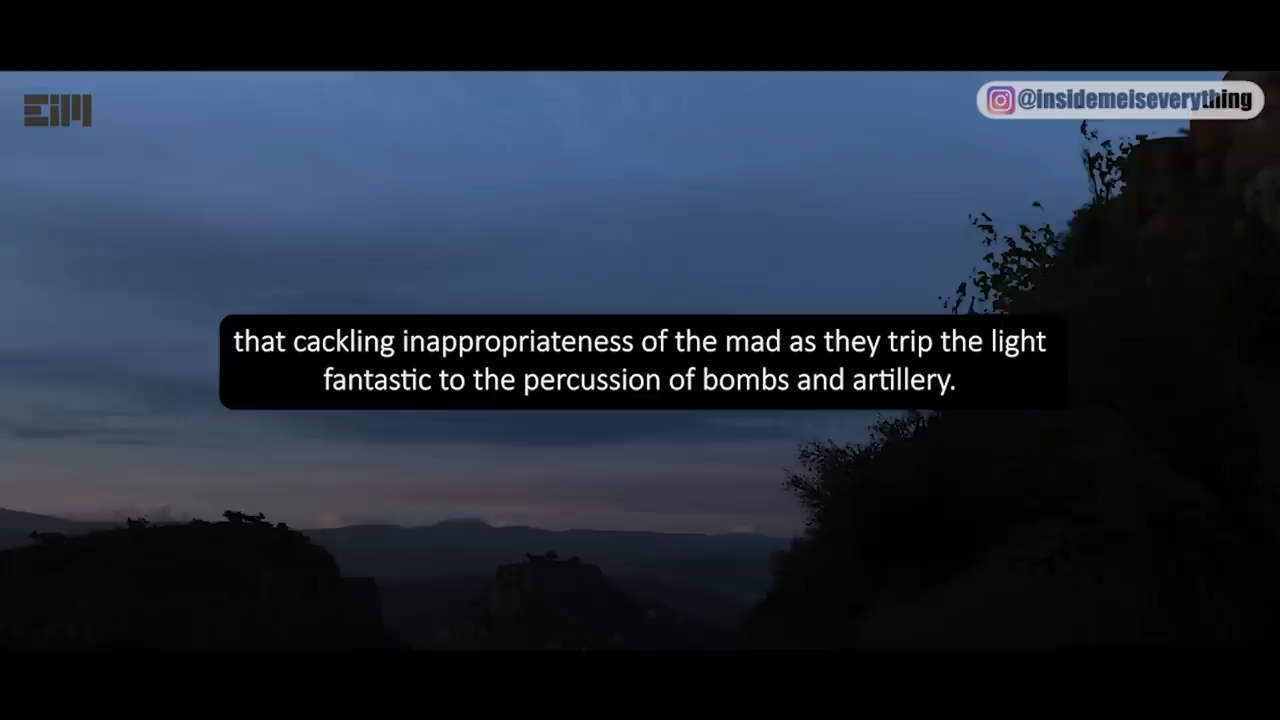 EiM
@insidemeiseverything
that cackling inappropriateness of the mad as they trip the light
fantastic to the percussion of bombs and artillery.